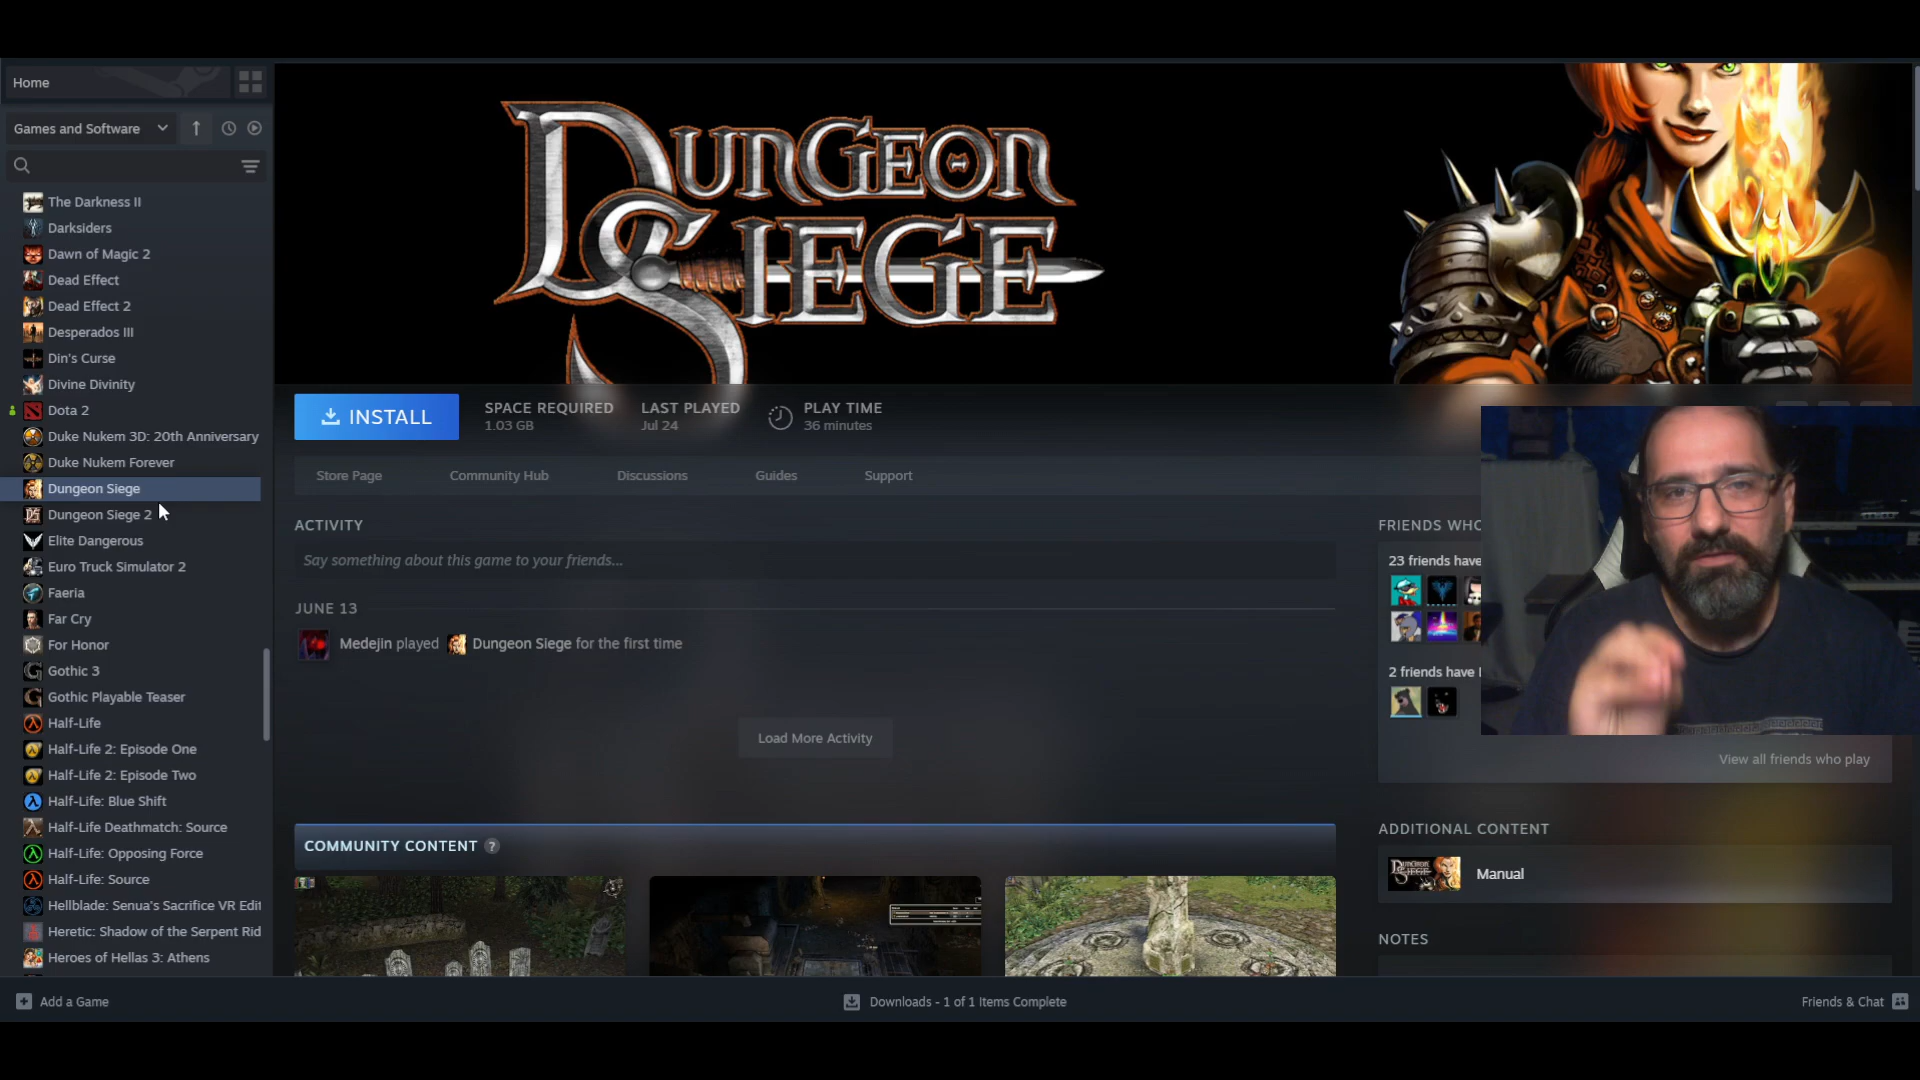 Home
Games and Software
The Darkness II
Darksiders
Dawn of Magic 2
Dead Effect
Dead Effect 2
Desperados III
Din's Curse
Divine Divinity
Dota 2
Duke Nukem 3D: 20th Anniversary
Duke Nukem Forever
Dungeon Siege
Dungeon Siege 2
Elite Dangerous
Euro Truck Simulator 2
Faeria
Far Cry
For Honor
Gothic 3
Gothic Playable Teaser
Half-Life
Half-Life 2: Episode One
Half-Life 2: Episode Two
Half-Life: Blue Shift
Half-Life Deathmatch: Source
Half-Life: Opposing Force
Half-Life: Source
Hellblade: Senua's Sacrifice VR Edit
Heretic: Shadow of the Serpent Rid
Heroes of Hellas 3: Athens
Add a Game
DUNGEON
SIEGE
INSTALL
SPACE REQUIRED
1.03 GB
LAST PLAYED
Jul 24
PLAY TIME
36 minutes
Store Page
Community Hub
Discussions
Guides
Support
ACTIVITY
Say something about this game to your friends...
JUNE 13
Medejin played Dungeon Siege for the first time
Load More Activity
COMMUNITY CONTENT ?
FRIENDS WHO
23 friends have
2 friends have
View all friends who play
ADDITIONAL CONTENT
DUNGEON SIEGE
Manual
NOTES
Downloads - 1 of 1 Items Complete
Friends & Chat